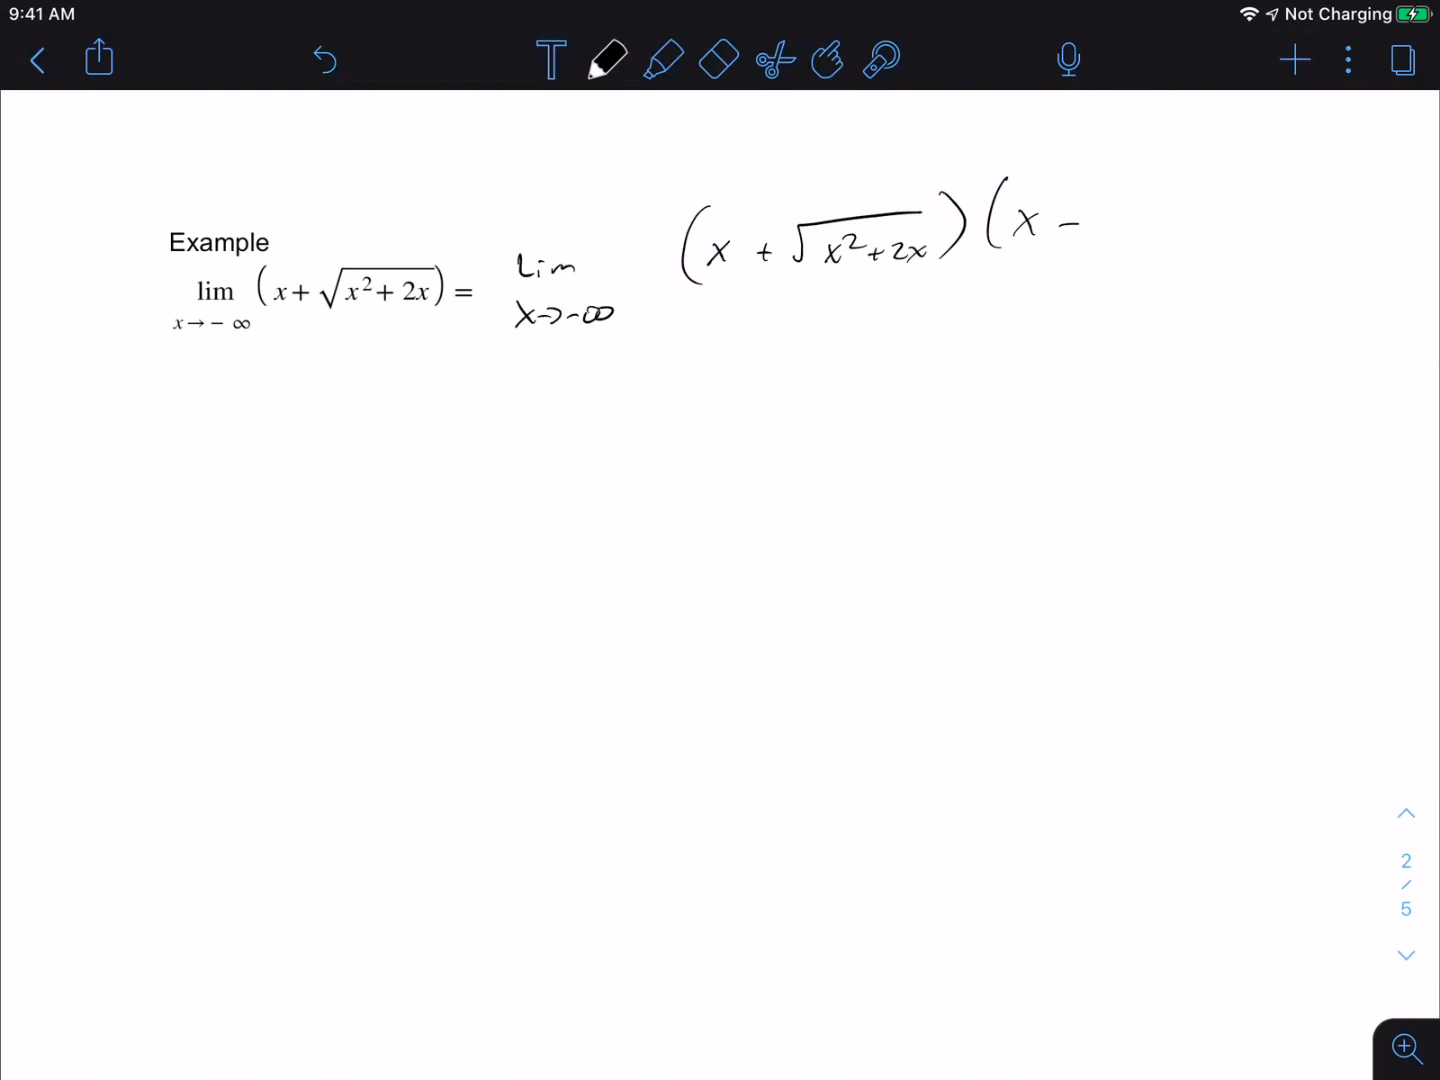 9:41 AM
Not Charging
T
Example
lim (x + √(x² + 2x)) =
x → − ∞
Lim (x + √(x² + 2x)) (x −
x → −∞
2
/
5